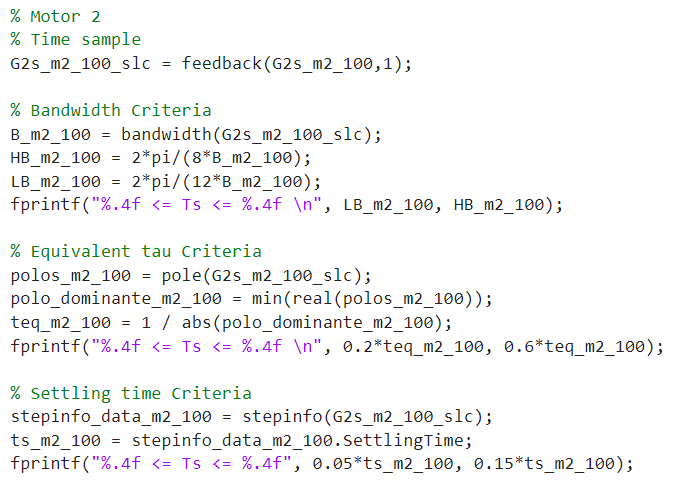 % Motor 2
% Time sample
G2s_m2_100_slc = feedback(G2s_m2_100,1);
% Bandwidth Criteria
B_m2_100 = bandwidth(G2s_m2_100_slc);
HB_m2_100 = 2*pi/(8*B_m2_100);
LB_m2_100 = 2*pi/(12*B_m2_100);
fprintf("%.4f <= Ts <= %.4f \n", LB_m2_100, HB_m2_100);
% Equivalent tau Criteria
polos_m2_100 = pole(G2s_m2_100_slc);
polo_dominante_m2_100 = min(real(polos_m2_100));
teq_m2_100 = 1 / abs(polo_dominante_m2_100);
fprintf("%.4f <= Ts <= %.4f \n", 0.2*teq_m2_100, 0.6*teq_m2_100);
% Settling time Criteria
stepinfo_data_m2_100 = stepinfo(G2s_m2_100_slc);
ts_m2_100 = stepinfo_data_m2_100.SettlingTime;
fprintf("%.4f <= Ts <= %.4f", 0.05*ts_m2_100, 0.15*ts_m2_100);